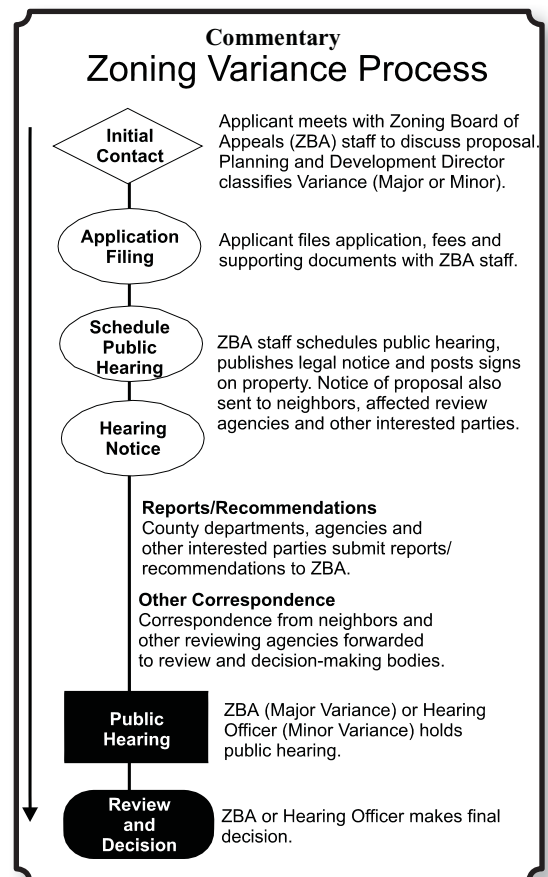 Commentary
Zoning Variance Process
Initial
Contact
Applicant meets with Zoning Board of
Appeals (ZBA) staff to discuss proposal.
Planning and Development Director
classifies Variance (Major or Minor).
Application
Filing
Applicant files application, fees and
supporting documents with ZBA staff.
Schedule
Public
Hearing
ZBA staff schedules public hearing,
publishes legal notice and posts signs
on property. Notice of proposal also
sent to neighbors, affected review
agencies and other interested parties.
Hearing
Notice
Reports/Recommendations
County departments, agencies and
other interested parties submit reports/
recommendations to ZBA.
Other Correspondence
Correspondence from neighbors and
other reviewing agencies forwarded
to review and decision-making bodies.
Public
Hearing
ZBA (Major Variance) or Hearing
Officer (Minor Variance) holds
public hearing.
Review
and
Decision
ZBA or Hearing Officer makes final
decision.